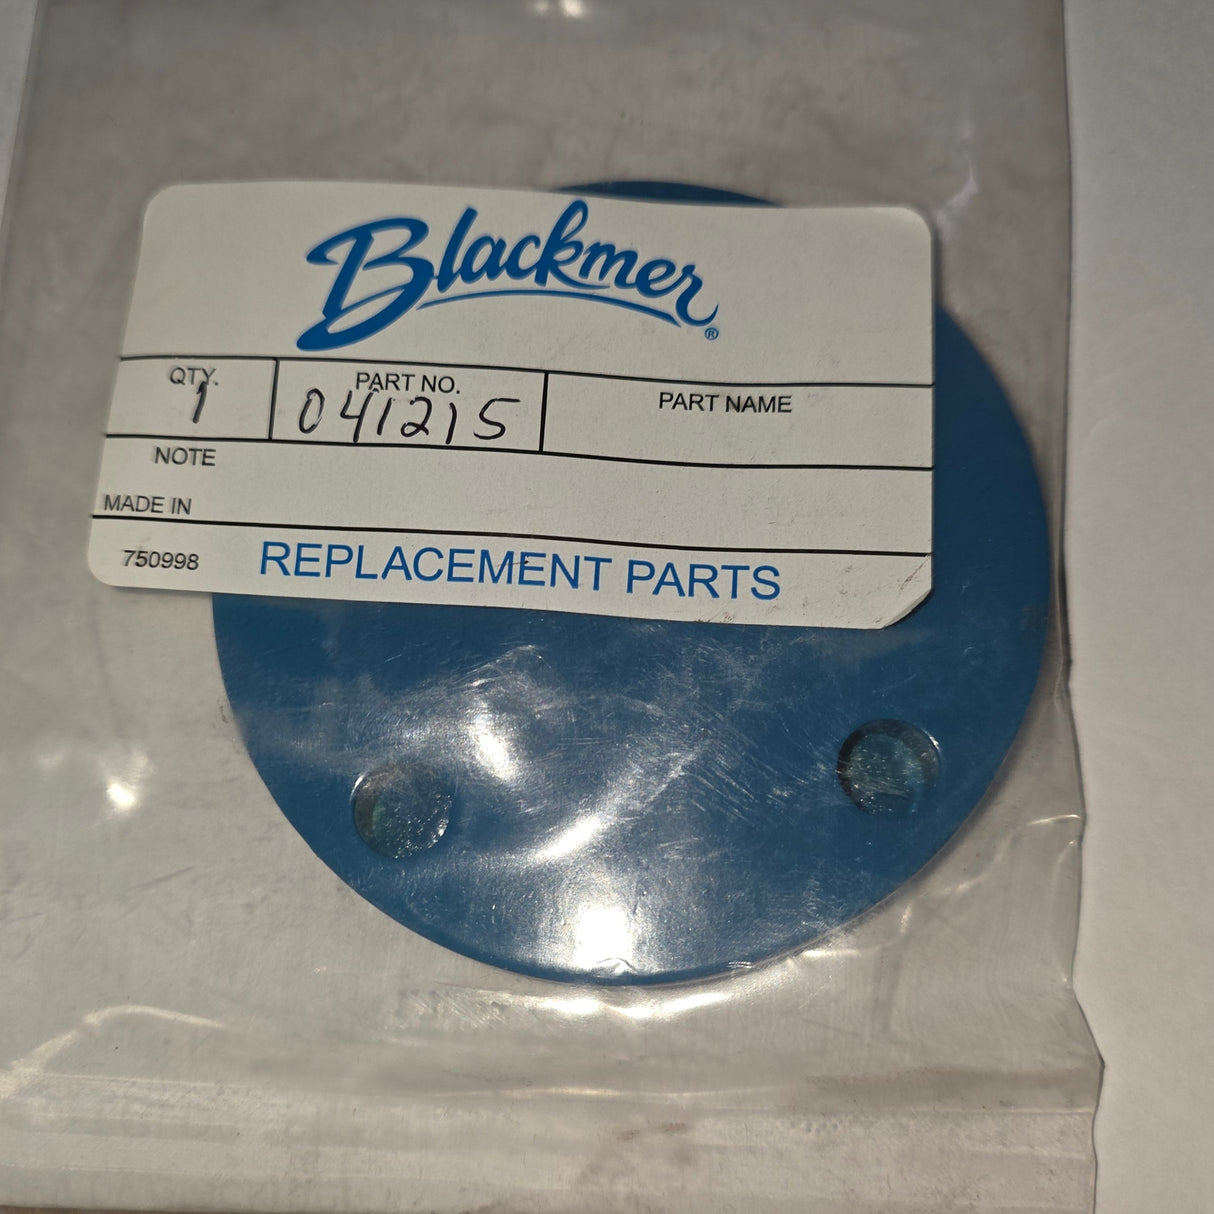 Blackmer®
QTY. PART NO. PART NAME
1 041215
NOTE
MADE IN
750998 REPLACEMENT PARTS